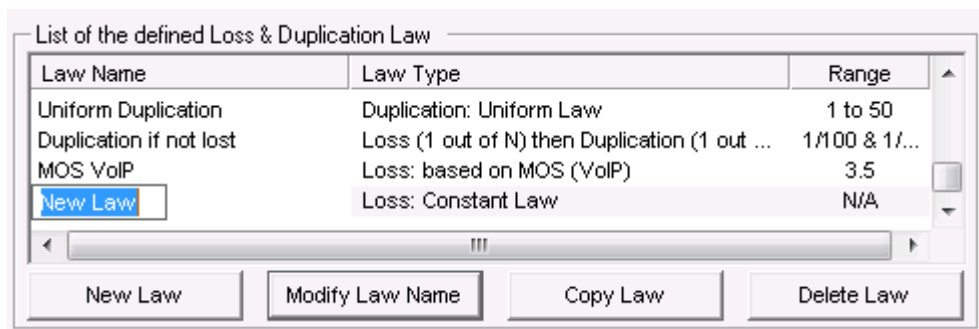 List of the defined Loss & Duplication Law
Law Name Law Type Range
Uniform Duplication Duplication: Uniform Law 1 to 50
Duplication if not lost Loss (1 out of N) then Duplication (1 out ... 1/100 & 1/...
MOS VoIP Loss: based on MOS (VoIP) 3.5
New Law Loss: Constant Law N/A
New Law Modify Law Name Copy Law Delete Law